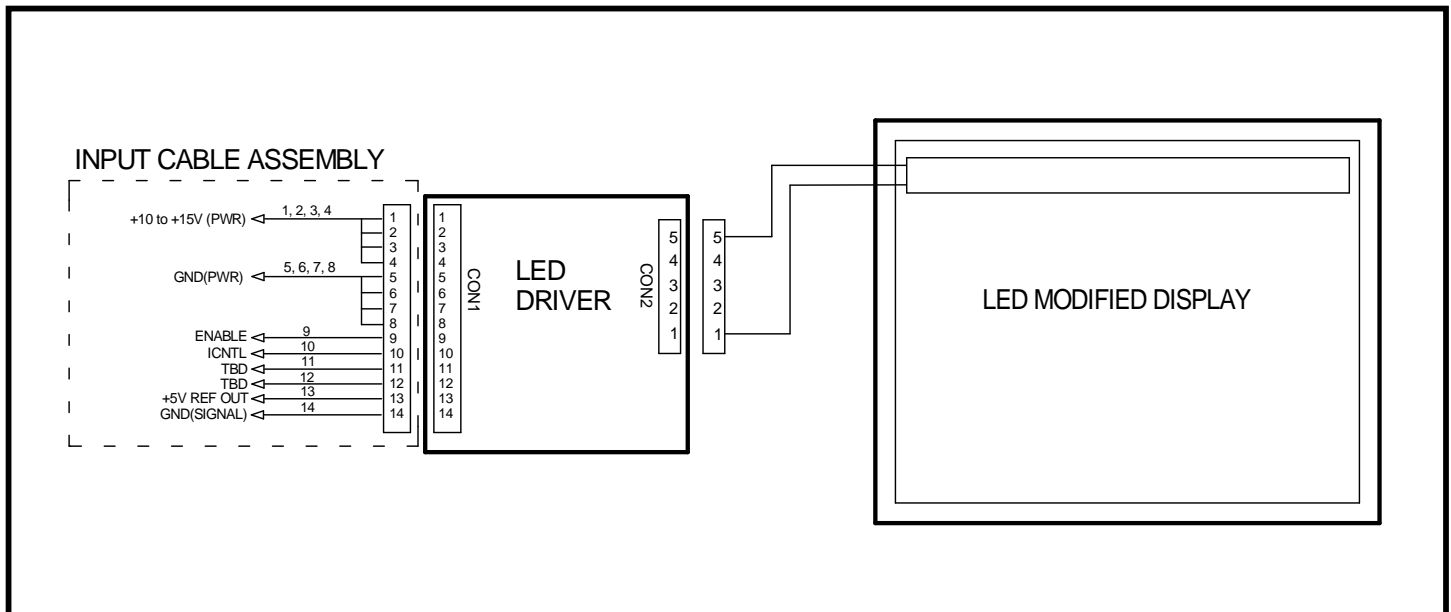 INPUT CABLE ASSEMBLY
+10 to +15V (PWR) 1, 2, 3, 4
GND(PWR) 5, 6, 7, 8
ENABLE 9
ICNTL 10
TBD 11
TBD 12
+5V REF OUT 13
GND(SIGNAL) 14
1
2
3
4
5
6
7
8
9
10
11
12
13
14
1
2
3
4
5
6
7
8
9
10
11
12
13
14
CON1
LED
DRIVER
CON2
5
4
3
2
1
5
4
3
2
1
LED MODIFIED DISPLAY